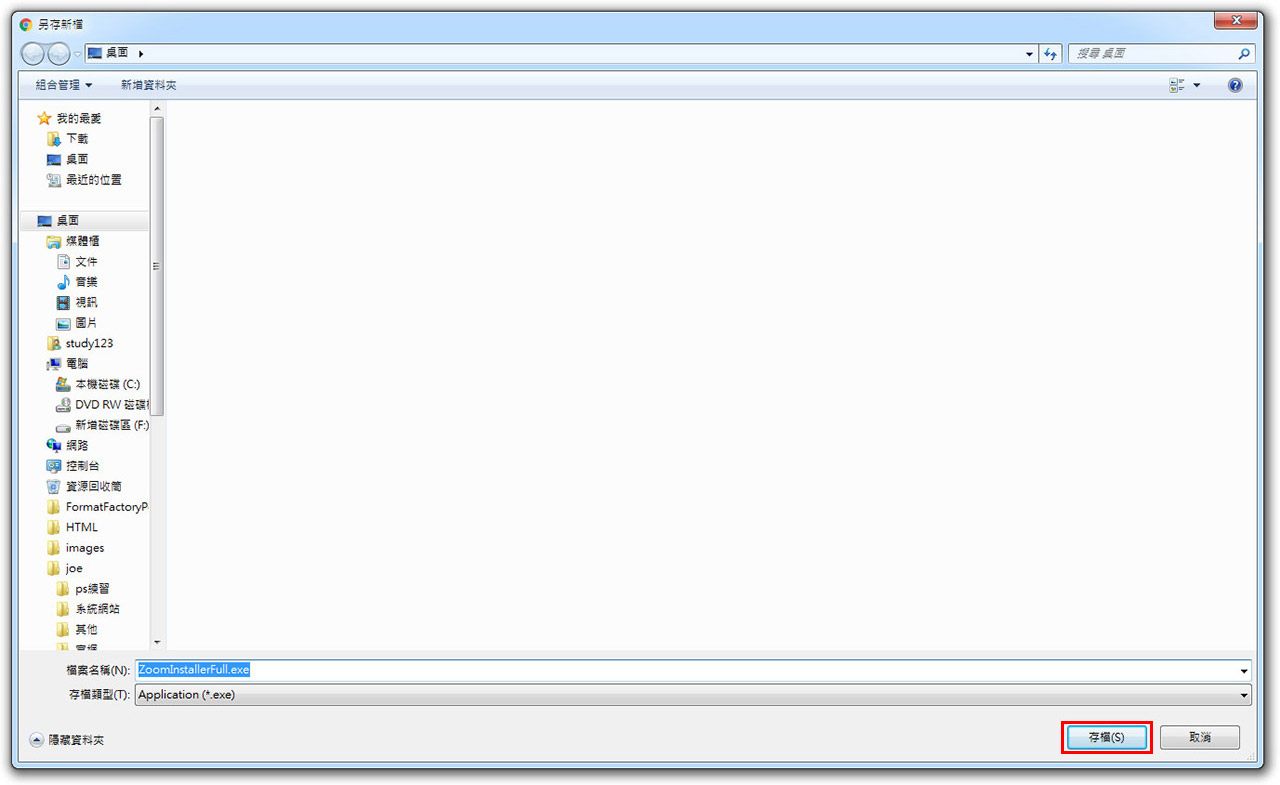 另存新檔
桌面
搜尋 桌面
組合管理
新增資料夾
我的最愛
下載
桌面
最近的位置
桌面
媒體櫃
文件
音樂
視訊
圖片
study123
電腦
本機磁碟 (C:)
DVD RW 磁碟
新增磁碟區 (F:)
網路
控制台
資源回收筒
FormatFactoryP
HTML
images
joe
ps練習
系統網站
其他
檔案名稱(N):
ZoomInstallerFull.exe
存檔類型(T):
Application (*.exe)
隱藏資料夾
存檔(S)
取消